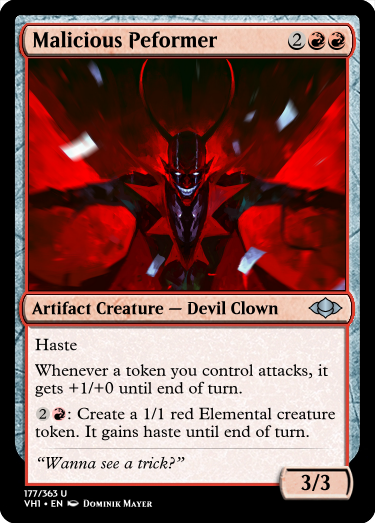 Malicious Peformer 2
Artifact Creature — Devil Clown
Haste
Whenever a token you control attacks, it
gets +1/+0 until end of turn.
2 : Create a 1/1 red Elemental creature
token. It gains haste until end of turn.
“Wanna see a trick?”
3/3
177/363 U
VH1 • EN Dominik Mayer